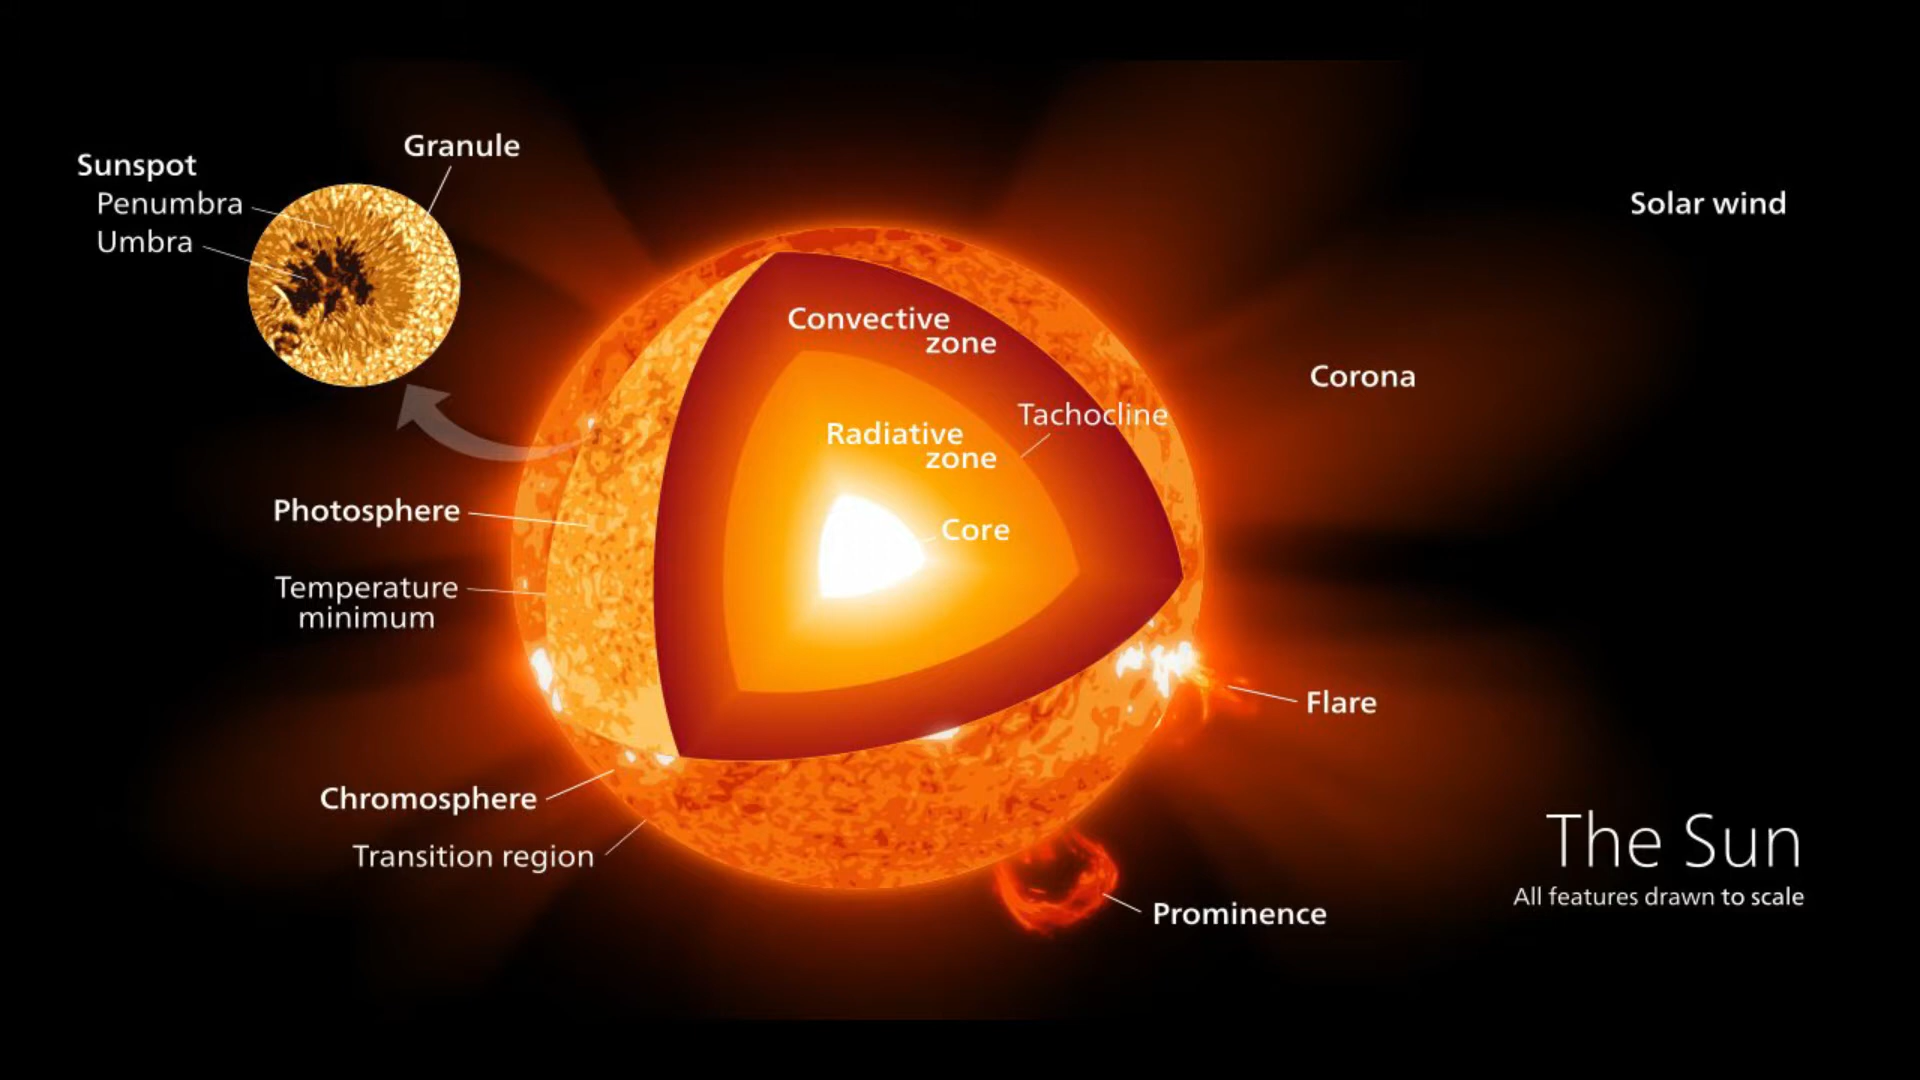 Granule
Sunspot
Penumbra
Umbra
Solar wind
Convective
zone
Corona
Tachocline
Radiative
zone
Photosphere
Core
Temperature
minimum
Flare
Chromosphere
Transition region
The Sun
All features drawn to scale
Prominence